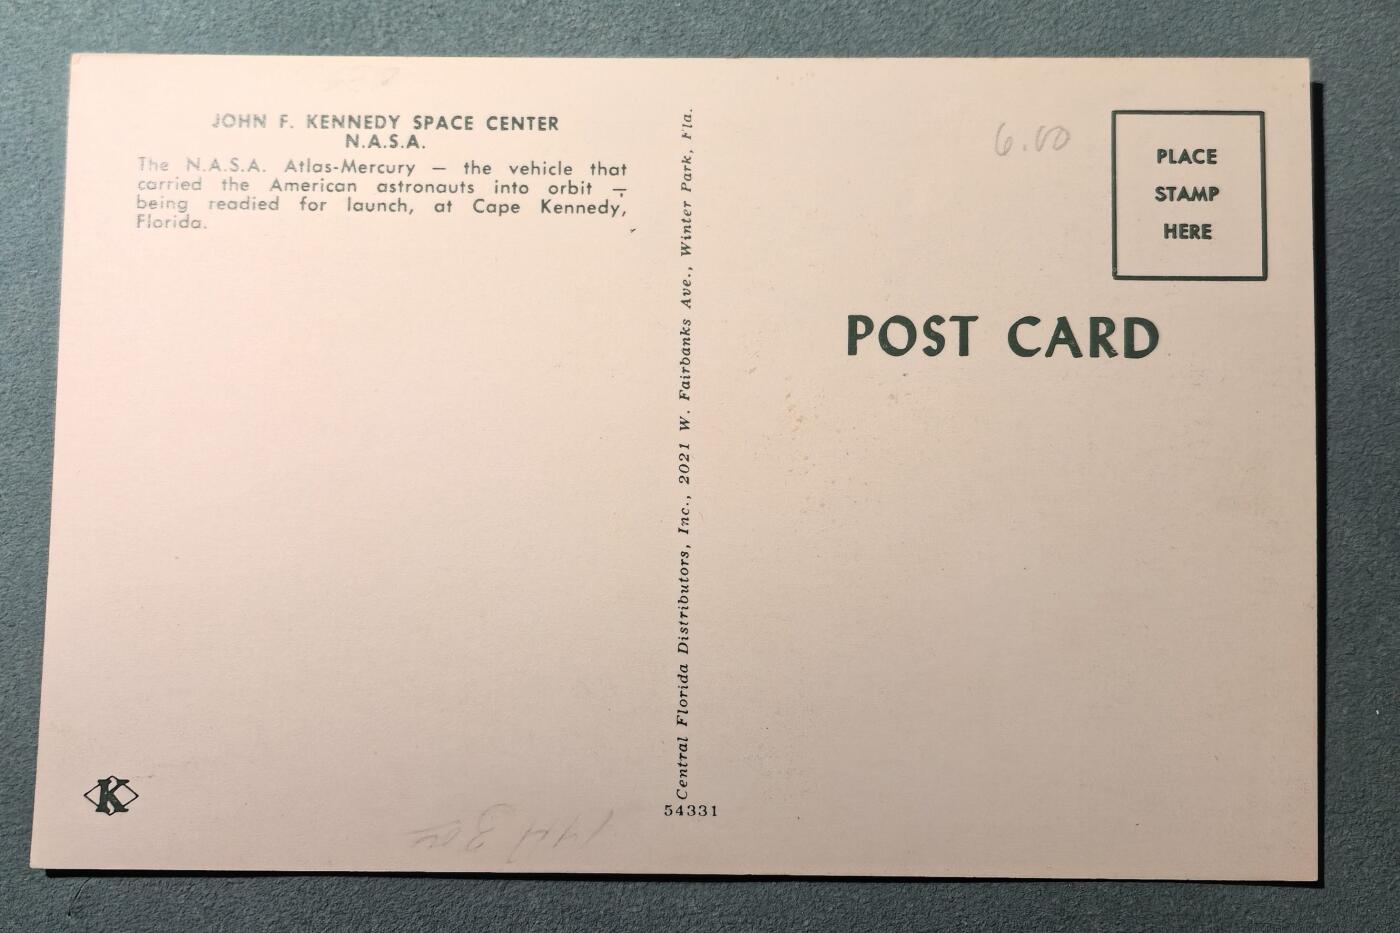 JOHN F. KENNEDY SPACE CENTER
N.A.S.A.
The N.A.S.A. Atlas-Mercury — the vehicle that
carried the American astronauts into orbit —
being readied for launch, at Cape Kennedy,
Florida.
Central Florida Distributors, Inc., 2021 W. Fairbanks Ave., Winter Park, Fla.
54331
K
6.00
PLACE
STAMP
HERE
POST CARD